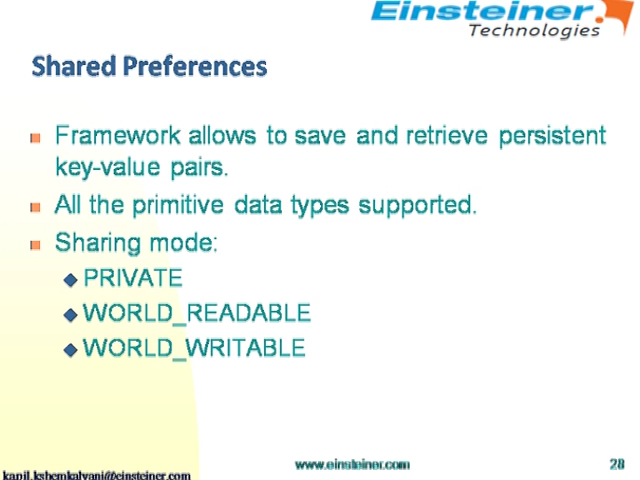 Einsteiner
Technologies
Shared Preferences
Framework allows to save and retrieve persistent
key-value pairs.
All the primitive data types supported.
Sharing mode:
PRIVATE
WORLD_READABLE
WORLD_WRITABLE
www.einsteiner.com
28
kapil.kshemkalyani@einsteiner.com